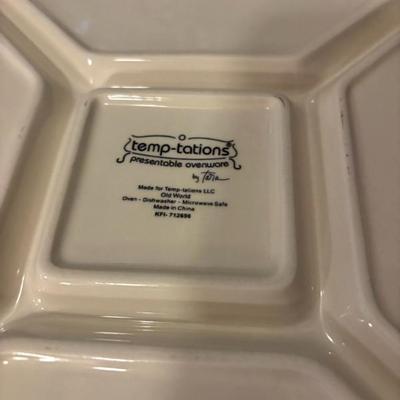 temp-tations®
presentable ovenware
by Tara
Made for Temp-tations LLC
Old World
Oven - Dishwasher - Microwave Safe
Made in China
KFI- 712696